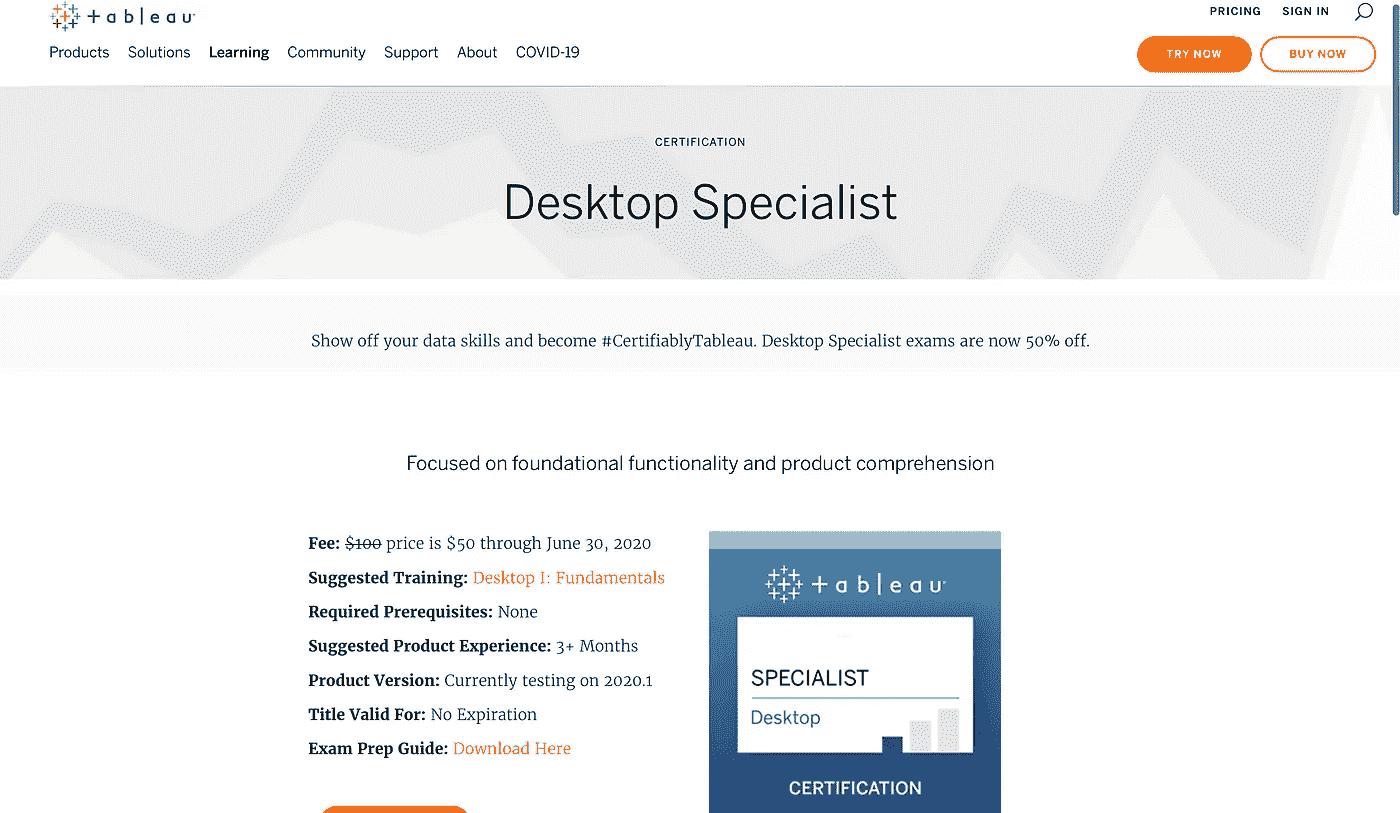 tableau
PRICING SIGN IN
Products Solutions Learning Community Support About COVID-19
TRY NOW BUY NOW
CERTIFICATION
Desktop Specialist
Show off your data skills and become #CertifiablyTableau. Desktop Specialist exams are now 50% off.
Focused on foundational functionality and product comprehension
Fee: $100 price is $50 through June 30, 2020
Suggested Training: Desktop I: Fundamentals
Required Prerequisites: None
Suggested Product Experience: 3+ Months
Product Version: Currently testing on 2020.1
Title Valid For: No Expiration
Exam Prep Guide: Download Here
tableau
SPECIALIST
Desktop
CERTIFICATION